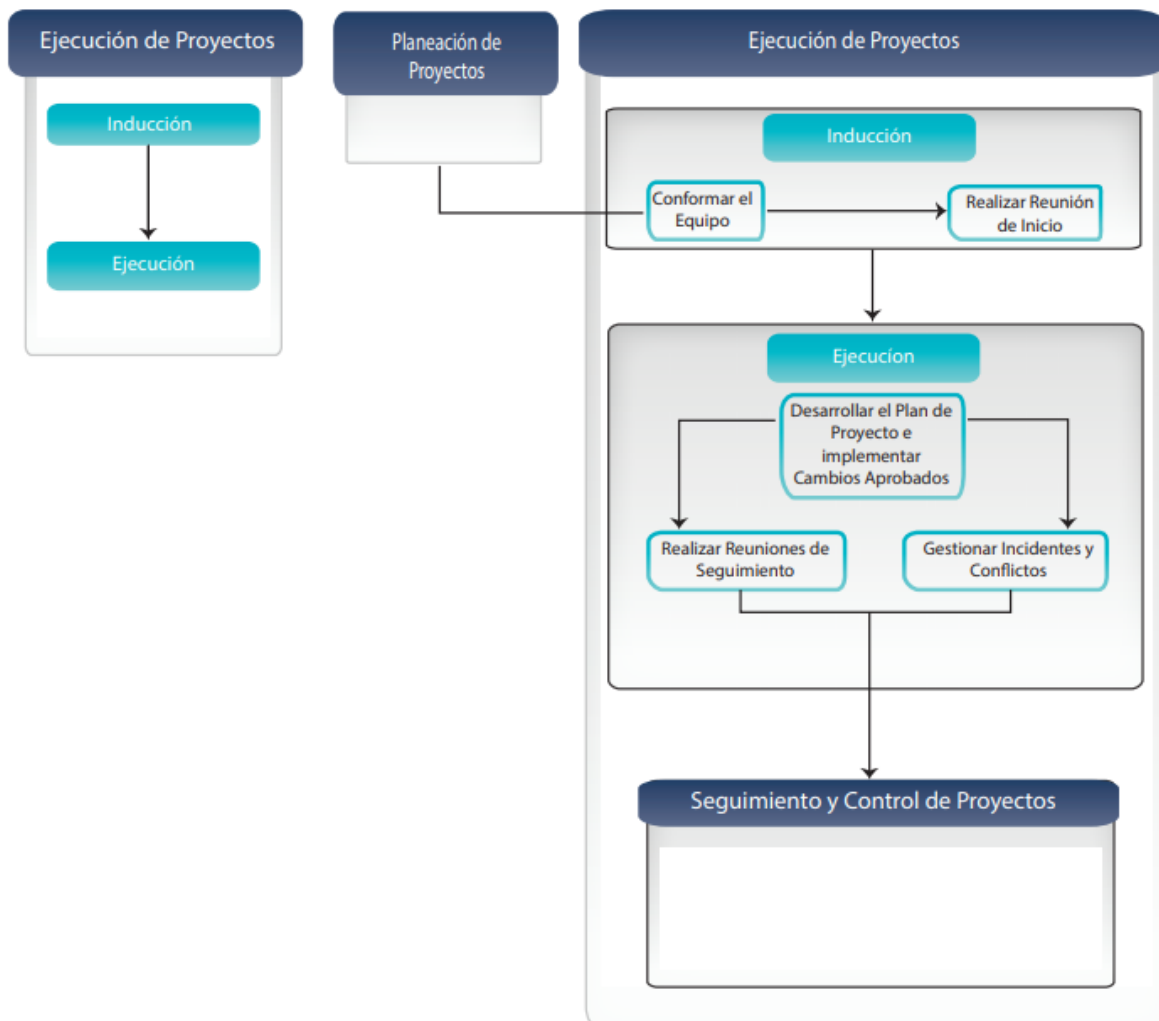 Ejecución de Proyectos
Inducción
Ejecución
Planeación de
Proyectos
Ejecución de Proyectos
Inducción
Conformar el
Equipo
Realizar Reunión
de Inicio
Ejecucíon
Desarrollar el Plan de
Proyecto e
implementar
Cambios Aprobados
Realizar Reuniones de
Seguimiento
Gestionar Incidentes y
Conflictos
Seguimiento y Control de Proyectos